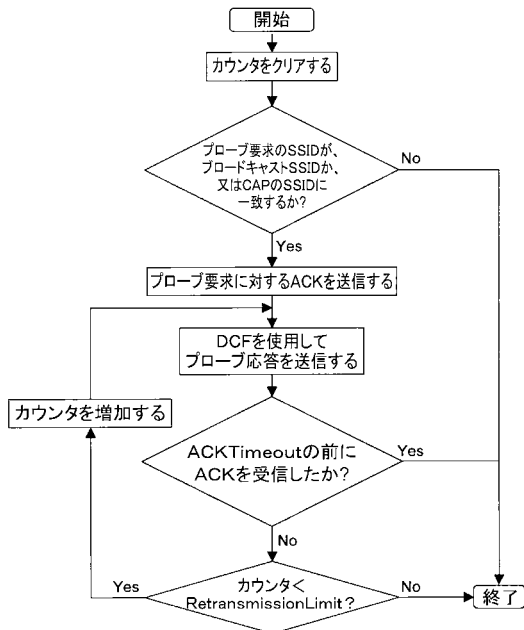 開始
カウンタをクリアする
プローブ要求のSSIDが、
ブロードキャストSSIDか、
又はCAPのSSIDに
一致するか?
No
Yes
プローブ要求に対するACKを送信する
DCFを使用して
プローブ応答を送信する
カウンタを増加する
ACKTimeoutの前に
ACKを受信したか?
Yes
No
カウンタ<
RetransmissionLimit?
Yes
No
終了